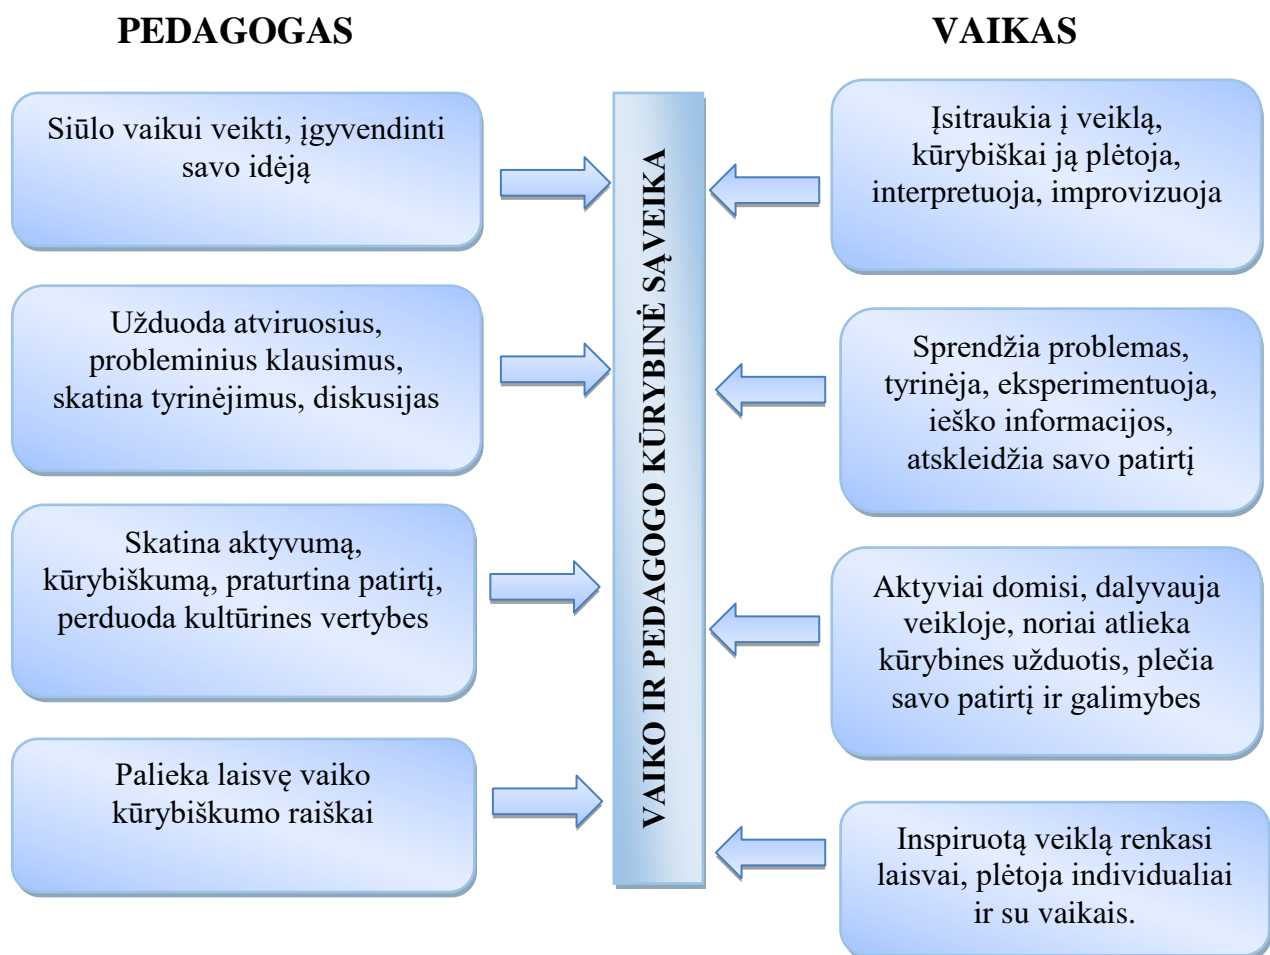 PEDAGOGAS
Siūlo vaikui veikti, įgyvendinti
savo idėją
Užduoda atviruosius,
probleminius klausimus,
skatina tyrinėjimus, diskusijas
Skatina aktyvumą,
kūrybiškumą, praturtina patirtį,
perduoda kultūrines vertybes
Palieka laisvę vaiko
kūrybiškumo raiškai
VAIKO IR PEDAGOGO KŪRYBINĖ SĄVEIKA
VAIKAS
Įsitraukia į veiklą,
kūrybiškai ją plėtoja,
interpretuoja, improvizuoja
Sprendžia problemas,
tyrinėja, eksperimentuoja,
ieško informacijos,
atskleidžia savo patirtį
Aktyviai domisi, dalyvauja
veikloje, noriai atlieka
kūrybines užduotis, plečia
savo patirtį ir galimybes
Inspiruotą veiklą renkasi
laisvai, plėtoja individualiai
ir su vaikais.